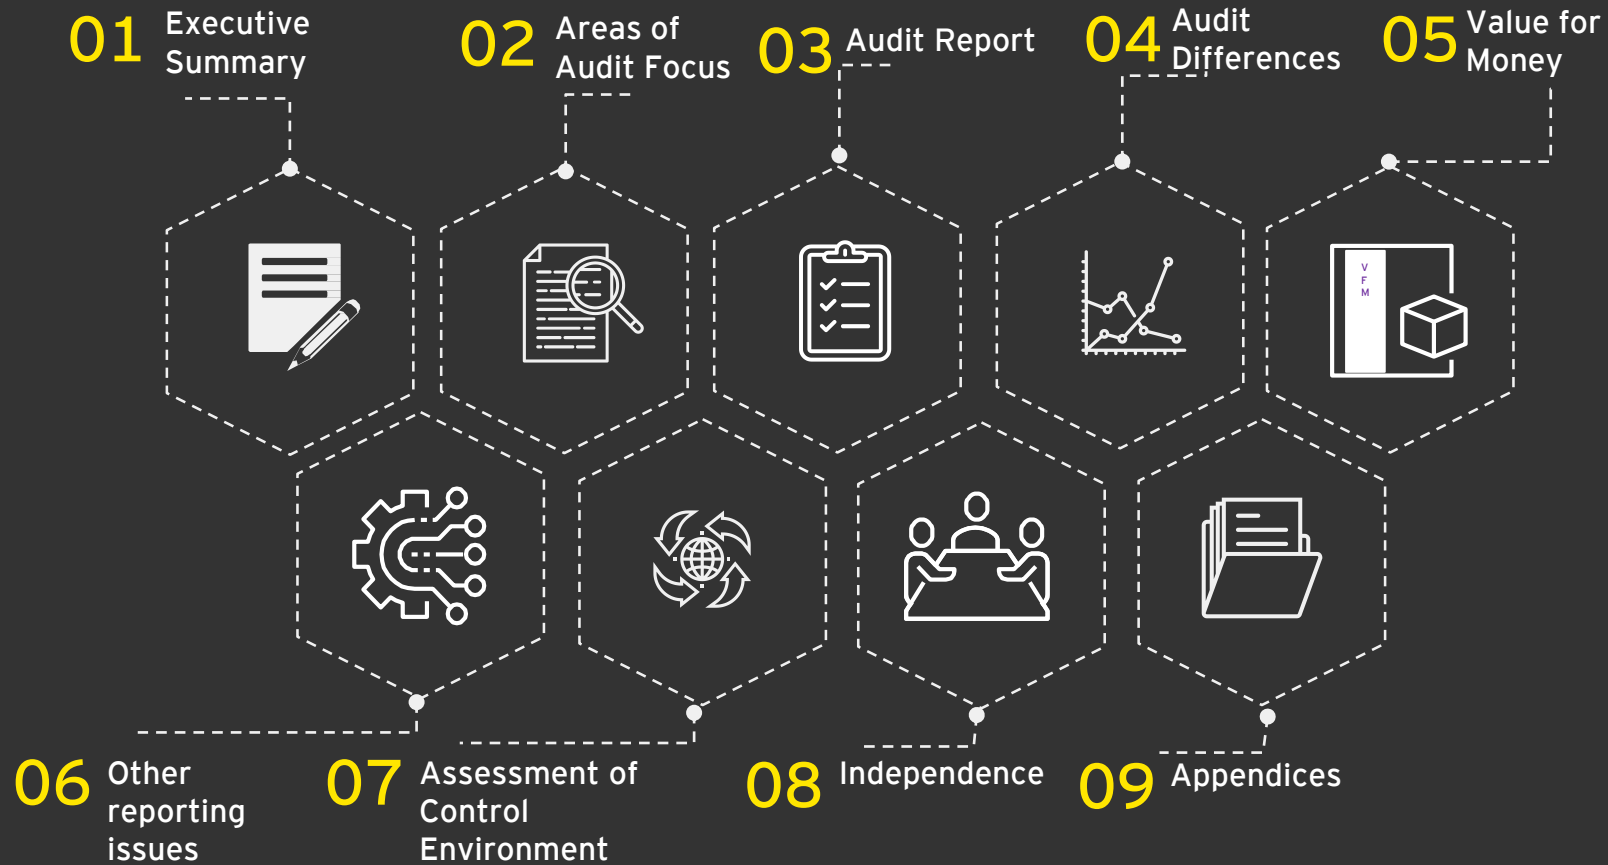 01 Executive
Summary
02 Areas of
Audit Focus
03 Audit Report
04 Audit
Differences
05 Value for
Money
V
F
M
06 Other
reporting
issues
07 Assessment of
Control
Environment
08 Independence
09 Appendices